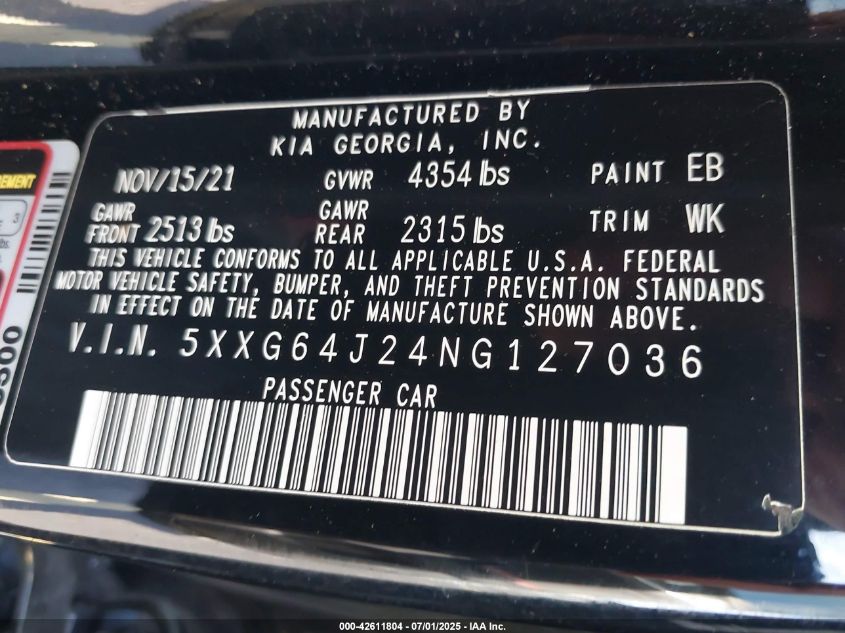 MANUFACTURED BY
KIA GEORGIA, INC.
NOV/15/21 GVWR 4354 lbs PAINT EB
GAWR FRONT 2513 lbs GAWR REAR 2315 lbs TRIM WK
THIS VEHICLE CONFORMS TO ALL APPLICABLE U.S.A. FEDERAL
MOTOR VEHICLE SAFETY, BUMPER, AND THEFT PREVENTION STANDARDS
IN EFFECT ON THE DATE OF MANUFACTURE SHOWN ABOVE.
V.I.N. 5XXG64J24NG127036
PASSENGER CAR
3
lbs.
000-42611804 - 07/01/2025 - IAA Inc.